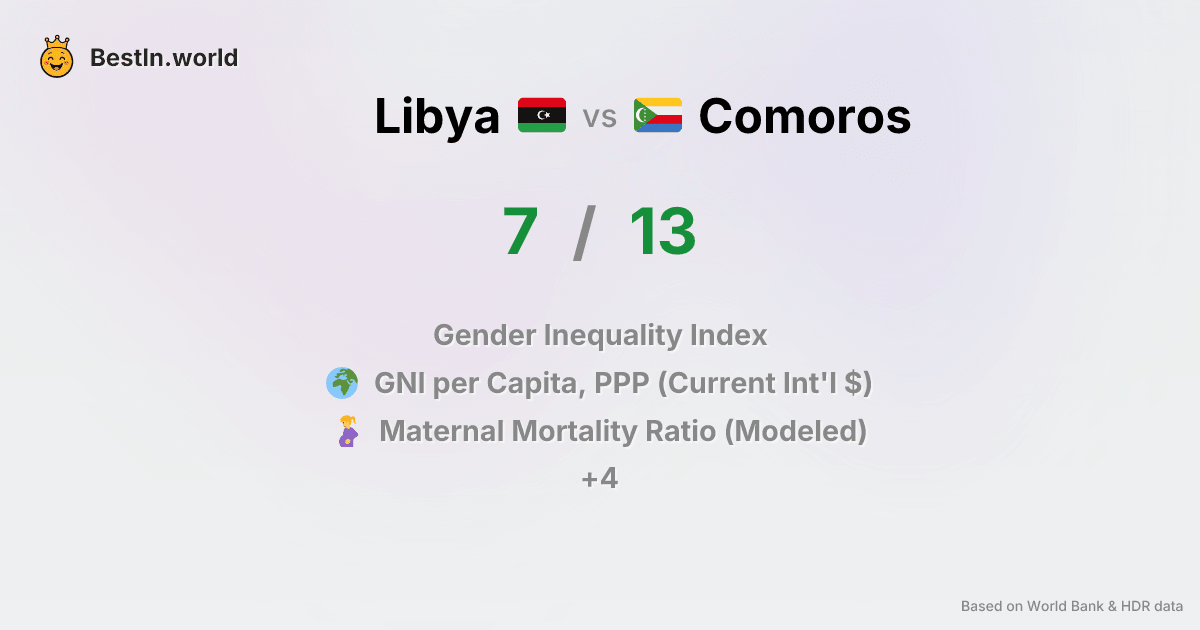 BestIn.world
Libya vs Comoros
7 / 13
Gender Inequality Index
GNI per Capita, PPP (Current Int'l $)
Maternal Mortality Ratio (Modeled)
+4
Based on World Bank & HDR data